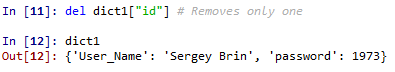 In [11]: del dict1["id"] # Removes only one
In [12]: dict1
Out[12]: {'User_Name': 'Sergey Brin', 'password': 1973}